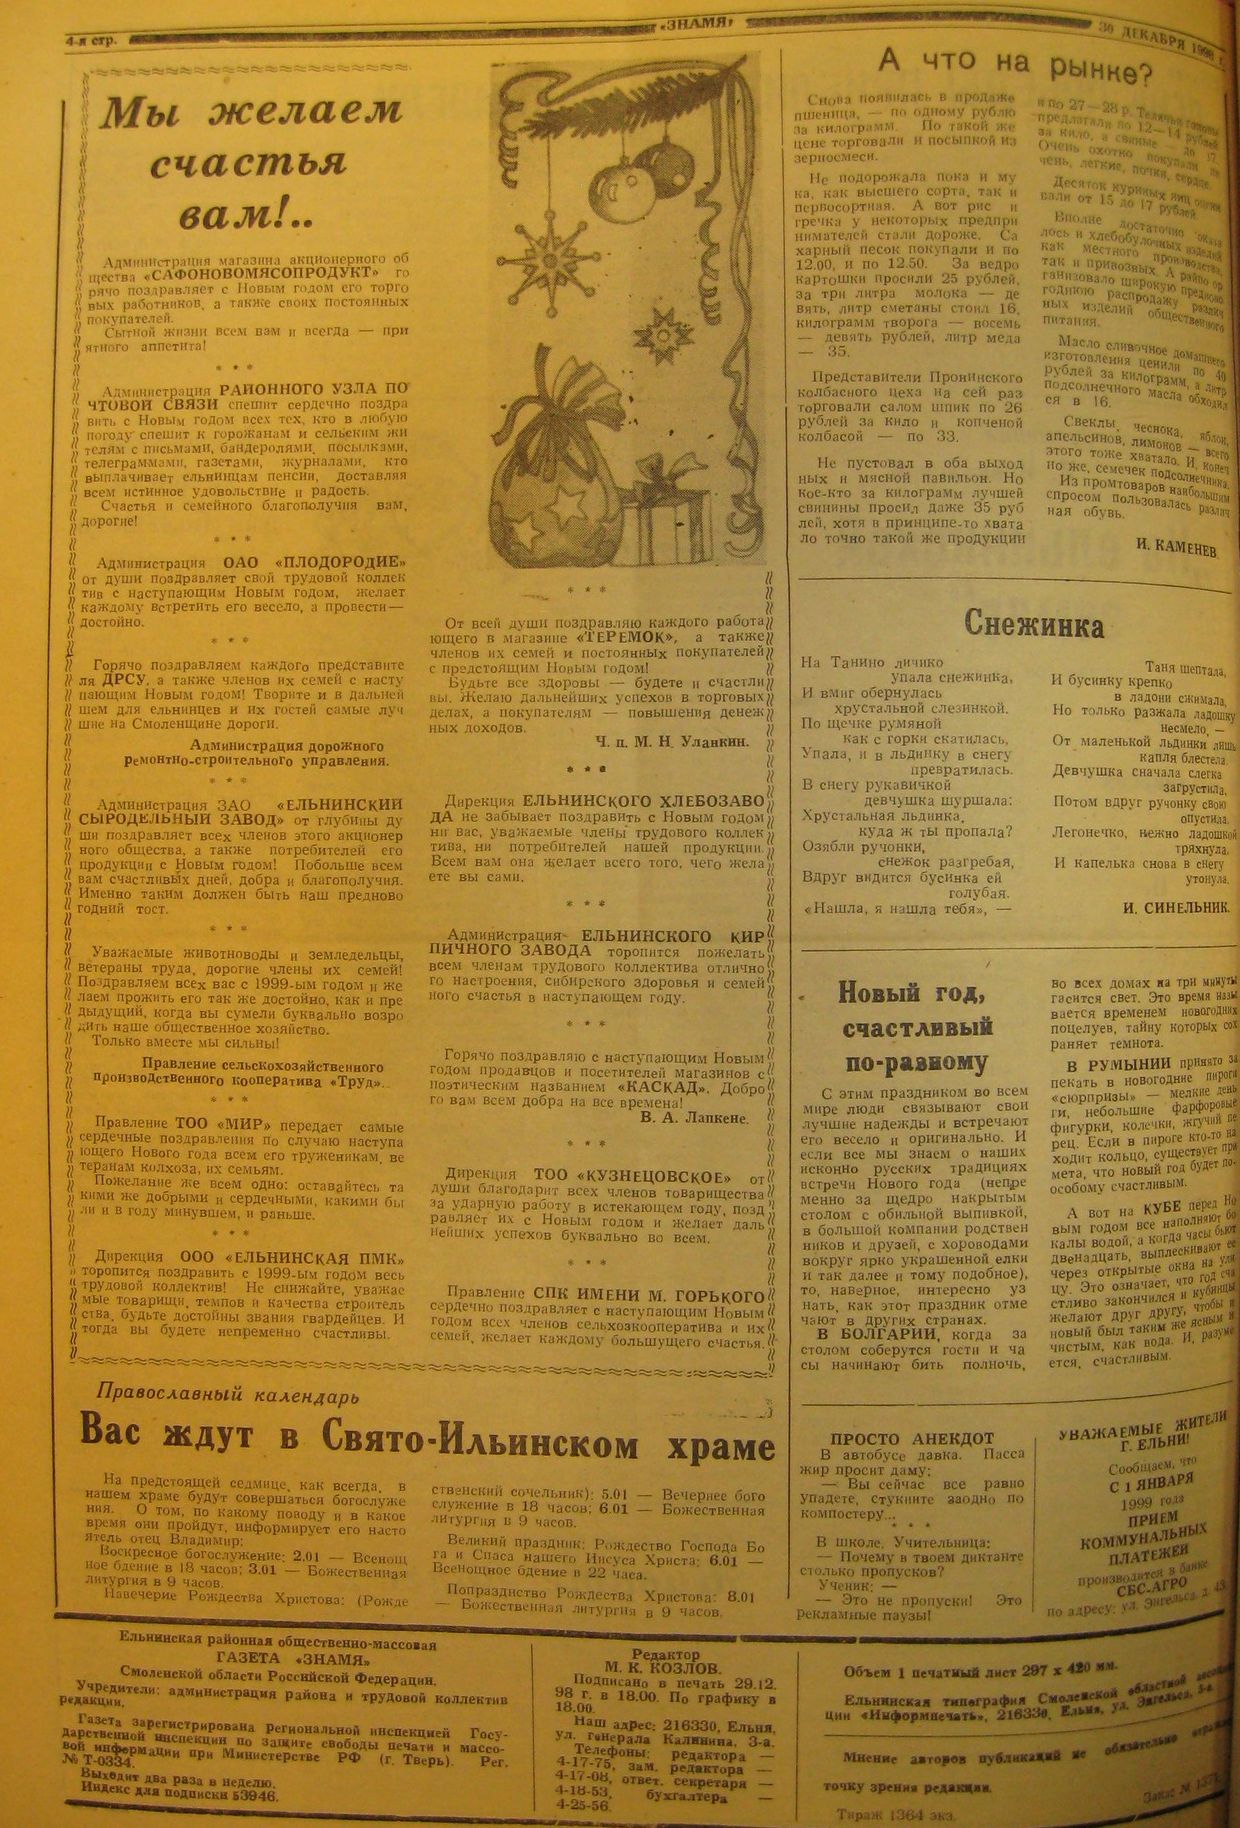 4-я стр.
«ЗНАМЯ»
30 ДЕКАБРЯ 1998 г.
Мы желаем
счастья
вам!..
Администрация магазина акционерного об
щества «САФОНОВОМЯСОПРОДУКТ» го
рячо поздравляет с Новым годом его торго
вых работников, а также своих постоянных
покупателей.
Сытной жизни всем вам и всегда — при
ятного аппетита!
* * *
Администрация РАЙОННОГО УЗЛА ПО
ЧТОВОЙ СВЯЗИ спешит сердечно поздра
вить с Новым годом всех тех, кто в любую
погоду спешит к горожанам и сельским жи
телям с письмами, бандеролями, посылками,
телеграммами, газетами, журналами, кто
выплачивает ельнинцам пенсии, доставляя
всем истинное удовольствие и радость.
Счастья и семейного благополучия вам,
дорогие!
* * *
Администрация ОАО «ПЛОДОРОДИЕ»
от души поздравляет свой трудовой коллек
тив с наступающим Новым годом, желает
каждому встретить его весело, а провести —
достойно.
* * *
Горячо поздравляем каждого представите
ля ДРСУ, а также членов их семей с насту
пающим Новым годом! Творите и в дальней
шем для ельнинцев и их гостей самые луч
шие на Смоленщине дороги.
Администрация дорожного
ремонтно-строительного управления.
* * *
Администрация ЗАО «ЕЛЬНИНСКИЙ
СЫРОДЕЛЬНЫЙ ЗАВОД» от глубины ду
ши поздравляет всех членов этого акционер
ного общества, а также потребителей его
продукции с Новым годом! Побольше всем
вам счастливых дней, добра и благополучия.
Именно таким должен быть наш предново
годний тост.
* * *
Уважаемые животноводы и земледельцы,
ветераны труда, дорогие члены их семей!
Поздравляем всех вас с 1999-ым годом и же
лаем прожить его так же достойно, как и пре
дыдущий, когда вы сумели буквально возро
дить наше общественное хозяйство.
Только вместе мы сильны!
Правление сельскохозяйственного
производственного кооператива «Труд».
* * *
Правление ТОО «МИР» передает самые
сердечные поздравления по случаю наступа
ющего Нового года всем его труженикам, ве
теранам колхоза, их семьям.
Пожелание же всем одно: оставайтесь та
кими же добрыми и сердечными, какими бы
ли и в году минувшем, и раньше.
* * *
Дирекция ООО «ЕЛЬНИНСКАЯ ПМК»
торопится поздравить с 1999-ым годом весь
трудовой коллектив! Не снижайте, уважае
мые товарищи, темпов и качества строитель
ства, будьте достойны звания гвардейцев. И
тогда вы будете непременно счастливы.
* * *
От всей души поздравляю каждого работа
ющего в магазине «ТЕРЕМОК», а также
членов их семей и постоянных покупателей
с предстоящим Новым годом!
Будьте все здоровы — будете и счастли
вы. Желаю дальнейших успехов в торговых
делах, а покупателям — повышения денеж
ных доходов.
Ч. п. М. Н. Уланкин.
* * *
Дирекция ЕЛЬНИНСКОГО ХЛЕБОЗАВО
ДА не забывает поздравить с Новым годом
ни вас, уважаемые члены трудового коллек
тива, ни потребителей нашей продукции.
Всем вам она желает всего того, чего жела
ете вы сами.
* * *
Администрация ЕЛЬНИНСКОГО КИР
ПИЧНОГО ЗАВОДА торопится пожелать
всем членам трудового коллектива отлично
го настроения, сибирского здоровья и семей
ного счастья в наступающем году.
* * *
Горячо поздравляю с наступающим Новым
годом продавцов и посетителей магазинов с
поэтическим названием «КАСКАД». Добро
го вам всем добра на все времена!
В. А. Лапкене.
* * *
Дирекция ТОО «КУЗНЕЦОВСКОЕ» от
души благодарит всех членов товарищества
за ударную работу в истекающем году, позд
равляет их с Новым годом и желает даль
нейших успехов буквально во всем.
* * *
Правление СПК ИМЕНИ М. ГОРЬКОГО
сердечно поздравляет с наступающим Новым
годом всех членов сельхозкооператива и их
семей, желает каждому большущего счастья.
Православный календарь
Вас ждут в Свято-Ильинском храме
На предстоящей седмице, как всегда, в
нашем храме будут совершаться богослуже
ния. О том, по какому поводу и в какое
время они пройдут, информирует его насто
ятель отец Владимир:
Воскресное богослужение: 2.01 — Всенощ
ное бдение в 18 часов; 3.01 — Божественная
литургия в 9 часов.
Навечерие Рождества Христова: (Рожде
ственский сочельник): 5.01 — Вечернее бого
служение в 18 часов; 6.01 — Божественная
литургия в 9 часов.
Великий праздник: Рождество Господа Бо
га и Спаса нашего Иисуса Христа: 6.01 —
Всенощное бдение в 22 часа.
Попразднство Рождества Христова: 8.01
— Божественная литургия в 9 часов.
А что на рынке?
Снова появилась в продаже
пшеница, — по одному рублю
за килограмм. По такой же
цене торговали и посыпкой из
зерносмеси.
Не подорожала пока и му
ка, как высшего сорта, так и
первосортная. А вот рис и
гречка у некоторых предпри
нимателей стали дороже. Са
харный песок покупали и по
12.00, и по 12.50. За ведро
картошки просили 25 рублей,
за три литра молока — де
вять, литр сметаны стоил 16,
килограмм творога — восемь
— девять рублей, литр меда
— 35.
Представители Пронинского
колбасного цеха на сей раз
торговали салом шпик по 26
рублей за кило и копченой
колбасой — по 33.
Не пустовал в оба выход
ных и мясной павильон. Но
кое-кто за килограмм лучшей
свинины просил даже 35 руб
лей, хотя в принципе-то хвата
ло точно такой же продукции
и по 27—28 р. Телячьи головы
предлагали по 12—14 рублей
за кило, а свиные — до 17.
Очень охотно покупали пе
чень, легкие, почки, сердце.
Десяток куриных яиц оцени
вали от 15 до 17 рублей.
Вполне достаточно оказа
лось и хлебобулочных изделий
как местного производства,
так и привозных. А райпо ор
ганизовало широкую предново
годнюю распродажу различ
ных изделий общественного
питания.
Масло сливочное домашнего
изготовления ценили по 40
рублей за килограмм, а литр
подсолнечного масла обходил
ся в 16.
Свеклы, чеснока, яблок,
апельсинов, лимонов — всего
этого тоже хватало. И, конеч
но же, семечек подсолнечника.
Из промтоваров наибольшим
спросом пользовалась различ
ная обувь.
И. КАМЕНЕВ.
Снежинка
На Танино личико
упала снежинка,
И вмиг обернулась
хрустальной слезинкой.
По щечке румяной
как с горки скатилась,
Упала, и в льдинку в снегу
превратилась.
В снегу рукавичкой
девчушка шуршала:
Хрустальная льдинка,
куда ж ты пропала?
Озябли ручонки,
снежок разгребая,
Вдруг видится бусинка ей
голубая.
«Нашла, я нашла тебя», —
Таня шептала,
И бусинку крепко
в ладони сжимала,
Но только разжала ладошку
несмело, —
От маленькой льдинки лишь
капля блестела.
Девчушка сначала слегка
загрустила,
Потом вдруг ручонку свою
опустила.
Легонечко, нежно ладошкой
тряхнула,
И капелька снова в снегу
утонула.
И. СИНЕЛЬНИК.
Новый год,
счастливый
по-разному
С этим праздником во всем
мире люди связывают свои
лучшие надежды и встречают
его весело и оригинально. И
если все мы знаем о наших
исконно русских традициях
встречи Нового года (непре
менно за щедро накрытым
столом с обильной выпивкой,
в большой компании родствен
ников и друзей, с хороводами
вокруг ярко украшенной елки
и так далее и тому подобное),
то, наверное, интересно уз
нать, как этот праздник отме
чают в других странах.
В БОЛГАРИИ, когда за
столом соберутся гости и ча
сы начинают бить полночь,
во всех домах на три минуты
гасится свет. Это время назы
вается временем новогодних
поцелуев, тайну которых сох
раняет темнота.
В РУМЫНИИ принято за
пекать в новогодние пироги
«сюрпризы» — мелкие день
ги, небольшие фарфоровые
фигурки, колечки, жгучий пе
рец. Если в пироге кто-то на
ходит кольцо, существует при
мета, что новый год будет по-
особому счастливым.
А вот на КУБЕ перед Но
вым годом все наполняют бо
калы водой, а когда часы бьют
двенадцать, выплескивают ее
через открытые окна на ули
цу. Это означает, что год сча
стливо закончился и кубинцы
желают друг другу, чтобы и
новый был таким же ясным и
чистым, как вода. И, разуме
ется, счастливым.
ПРОСТО АНЕКДОТ
В автобусе давка. Пасса
жир просит даму:
— Вы сейчас все равно
упадете, стукните заодно по
компостеру...
* * *
В школе. Учительница:
— Почему в твоем диктанте
столько пропусков?
Ученик: —
— Это не пропуски! Это
рекламные паузы!
УВАЖАЕМЫЕ ЖИТЕЛИ
Г. ЕЛЬНИ!
Сообщаем, что
С 1 ЯНВАРЯ
1999 года
ПРИЕМ
КОММУНАЛЬНЫХ
ПЛАТЕЖЕЙ
производится в банке
СБС-АГРО
по адресу: ул. Энгельса д. 43.
Ельнинская районная общественно-массовая
ГАЗЕТА «ЗНАМЯ»
Смоленской области Российской Федерации.
Учредители: администрация района и трудовой коллектив
редакции.
Газета зарегистрирована региональной инспекцией Госу-
дарственной инспекции по защите свободы печати и массо-
вой информации при Министерстве РФ (г. Тверь). Рег.
№ Т-0334.
Выходит два раза в неделю.
Индекс для подписки 53946.
Редактор
М. К. КОЗЛОВ.
Подписано в печать 29.12.
98 г. в 18.00. По графику в
18.00.
Наш адрес: 216330, Ельня,
ул. генерала Калинина, 3-а.
Телефоны: редактора —
4-17-75, зам. редактора —
4-17-08, ответ. секретаря —
4-18-53, бухгалтера —
4-25-56.
Объем 1 печатный лист 297 х 420 мм.
Ельнинская типография Смоленской областной ассоциа
ции «Информпечать», 216330, Ельня, ул. Энгельса,
Мнение авторов публикаций не обязательно отражает
точку зрения редакции.
Тираж 1364 экз.
Заказ №